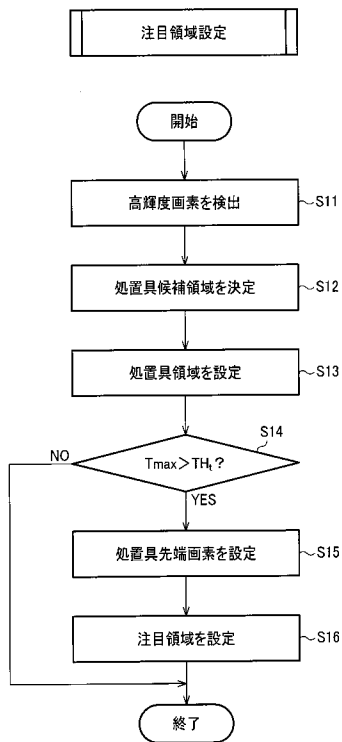 注目領域設定
開始
高輝度画素を検出
S11
処置具候補領域を決定
S12
処置具領域を設定
S13
S14
Tmax>THt?
NO
YES
処置具先端画素を設定
S15
注目領域を設定
S16
終了